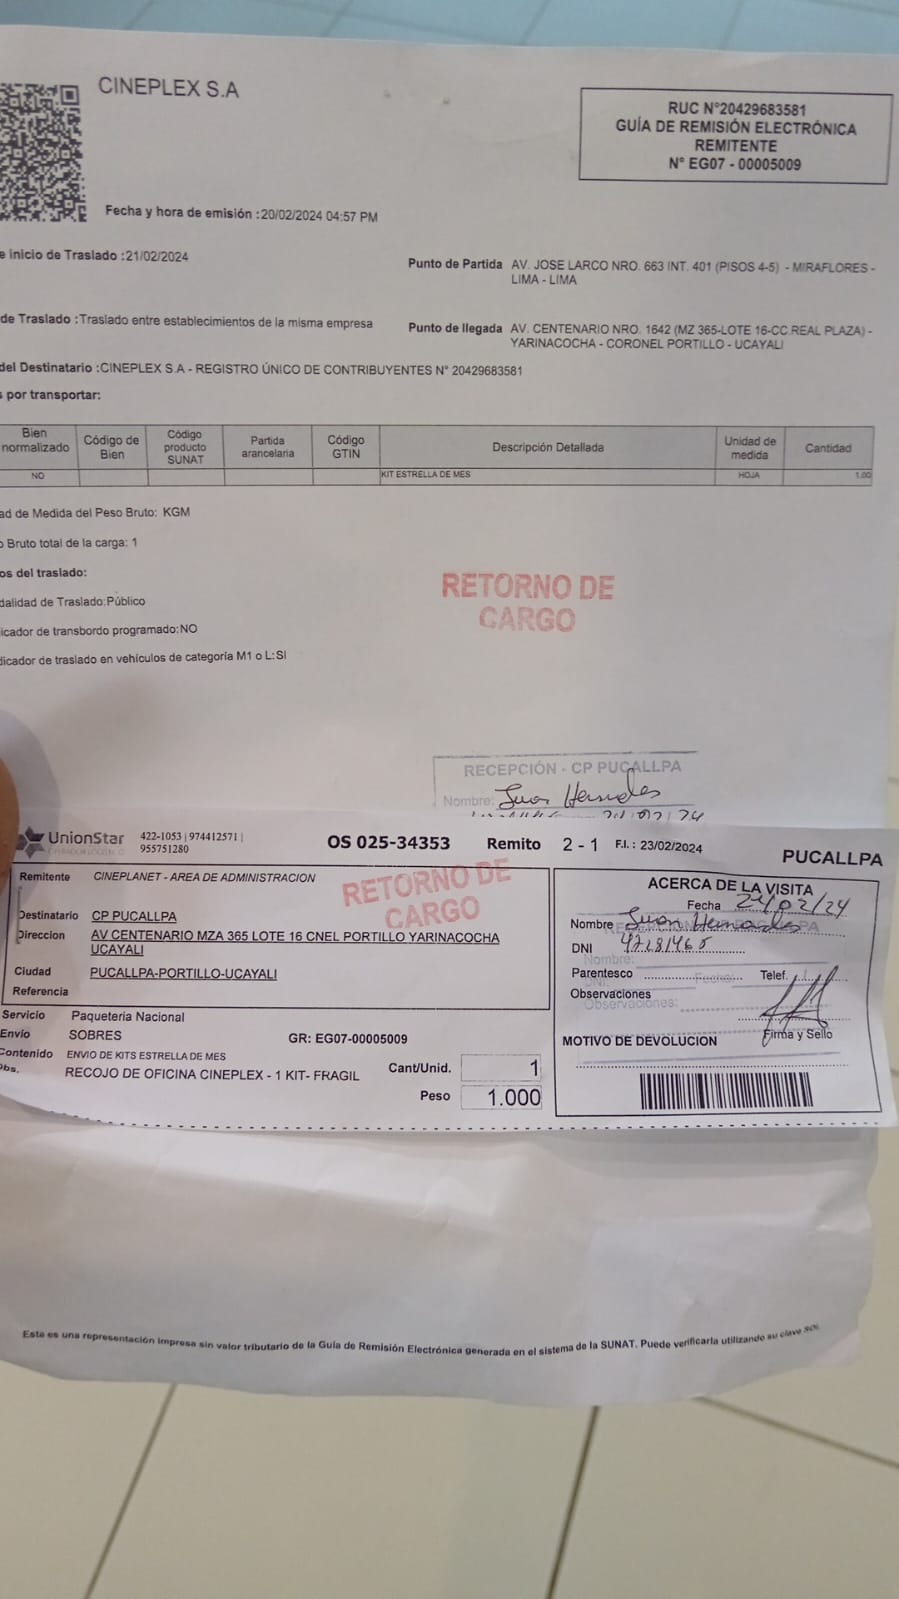 CINEPLEX S.A
RUC N°20429683581
GUÍA DE REMISIÓN ELECTRÓNICA
REMITENTE
N° EG07 - 00005009
Fecha y hora de emisión :20/02/2024 04:57 PM
e inicio de Traslado :21/02/2024
Punto de Partida AV. JOSE LARCO NRO. 663 INT. 401 (PISOS 4-5) - MIRAFLORES -
LIMA - LIMA
de Traslado :Traslado entre establecimientos de la misma empresa
Punto de llegada AV. CENTENARIO NRO. 1642 (MZ 365-LOTE 16-CC.REAL PLAZA) -
YARINACOCHA - CORONEL PORTILLO - UCAYALI
del Destinatario :CINEPLEX S.A - REGISTRO ÚNICO DE CONTRIBUYENTES N° 20429683581
s por transportar:
Bien normalizado Código de Bien Código producto SUNAT Partida arancelaria Código GTIN Descripción Detallada Unidad de medida Cantidad
NO KIT ESTRELLA DE MES HOJA 1.00
ad de Medida del Peso Bruto: KGM
o Bruto total de la carga: 1
os del traslado:
dalidad de Traslado:Público
icador de transbordo programado:NO
dicador de traslado en vehículos de categoría M1 o L:SI
RETORNO DE
CARGO
RECEPCIÓN - CP PUCALLPA
Nombre: Juan Hernades
UnionStar
422-1053 | 974412571 |
955751280
OS 025-34353 Remito 2 - 1 F.I. : 23/02/2024
PUCALLPA
Remitente CINEPLANET - AREA DE ADMINISTRACION
RETORNO DE
CARGO
Destinatario CP PUCALLPA
Direccion AV CENTENARIO MZA 365 LOTE 16 CNEL PORTILLO YARINACOCHA
UCAYALI
Ciudad PUCALLPA-PORTILLO-UCAYALI
Referencia
ACERCA DE LA VISITA
Fecha 24/02/24
Nombre Juan Hernades
DNI
Nombre:
Parentesco Fecha: Telef.
Observaciones
Observaciones:
Firma y Sello
MOTIVO DE DEVOLUCION
Servicio Paqueteria Nacional
Envio SOBRES GR: EG07-00005009
Contenido ENVIO DE KITS ESTRELLA DE MES
Obs. RECOJO DE OFICINA CINEPLEX - 1 KIT- FRAGIL
Cant/Unid. 1
Peso 1.000
Este es una representación impresa sin valor tributario de la Guía de Remisión Electrónica generada en el sistema de la SUNAT. Puede verificarla utilizando su clave SOL